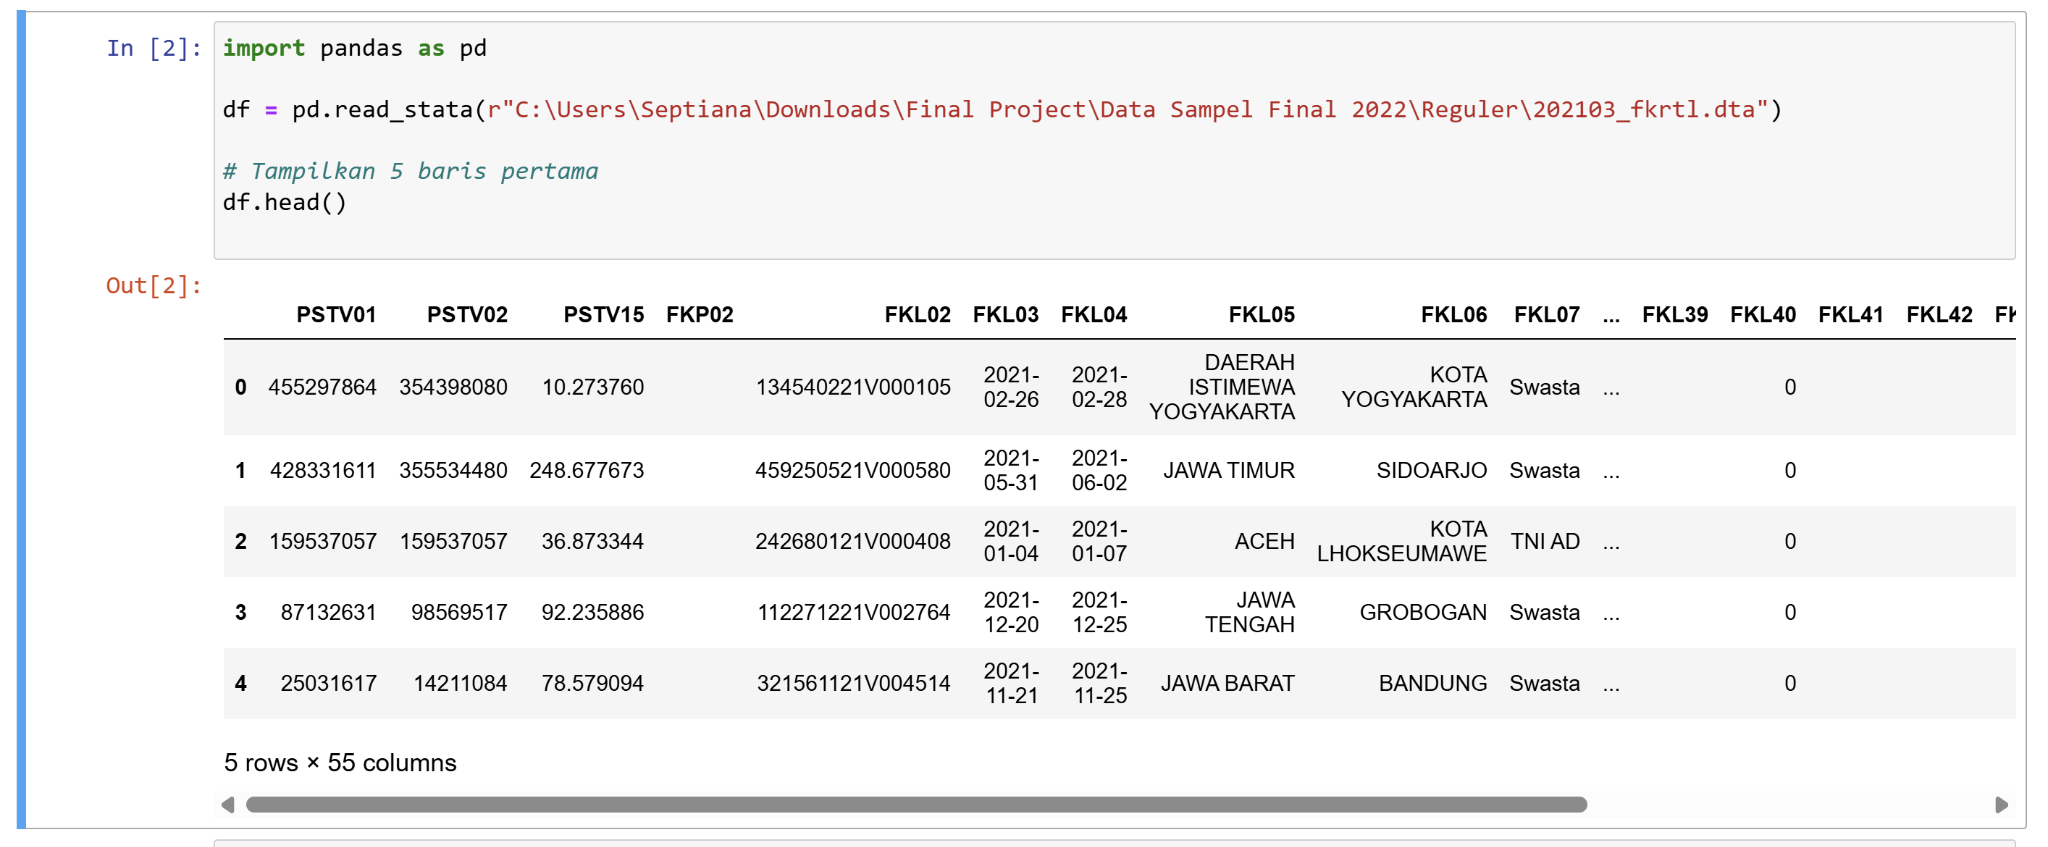 In [2]: import pandas as pd
df = pd.read_stata(r"C:\Users\Septiana\Downloads\Final Project\Data Sampel Final 2022\Reguler\202103_fkrtl.dta")
# Tampilkan 5 baris pertama
df.head()
Out[2]:
PSTV01 PSTV02 PSTV15 FKP02 FKL02 FKL03 FKL04 FKL05 FKL06 FKL07 ... FKL39 FKL40 FKL41 FKL42
0 455297864 354398080 10.273760 134540221V000105 2021-02-26 2021-02-28 DAERAH ISTIMEWA YOGYAKARTA KOTA YOGYAKARTA Swasta ... 0
1 428331611 355534480 248.677673 459250521V000580 2021-05-31 2021-06-02 JAWA TIMUR SIDOARJO Swasta ... 0
2 159537057 159537057 36.873344 242680121V000408 2021-01-04 2021-01-07 ACEH KOTA LHOKSEUMAWE TNI AD ... 0
3 87132631 98569517 92.235886 112271221V002764 2021-12-20 2021-12-25 JAWA TENGAH GROBOGAN Swasta ... 0
4 25031617 14211084 78.579094 321561121V004514 2021-11-21 2021-11-25 JAWA BARAT BANDUNG Swasta ... 0
5 rows × 55 columns